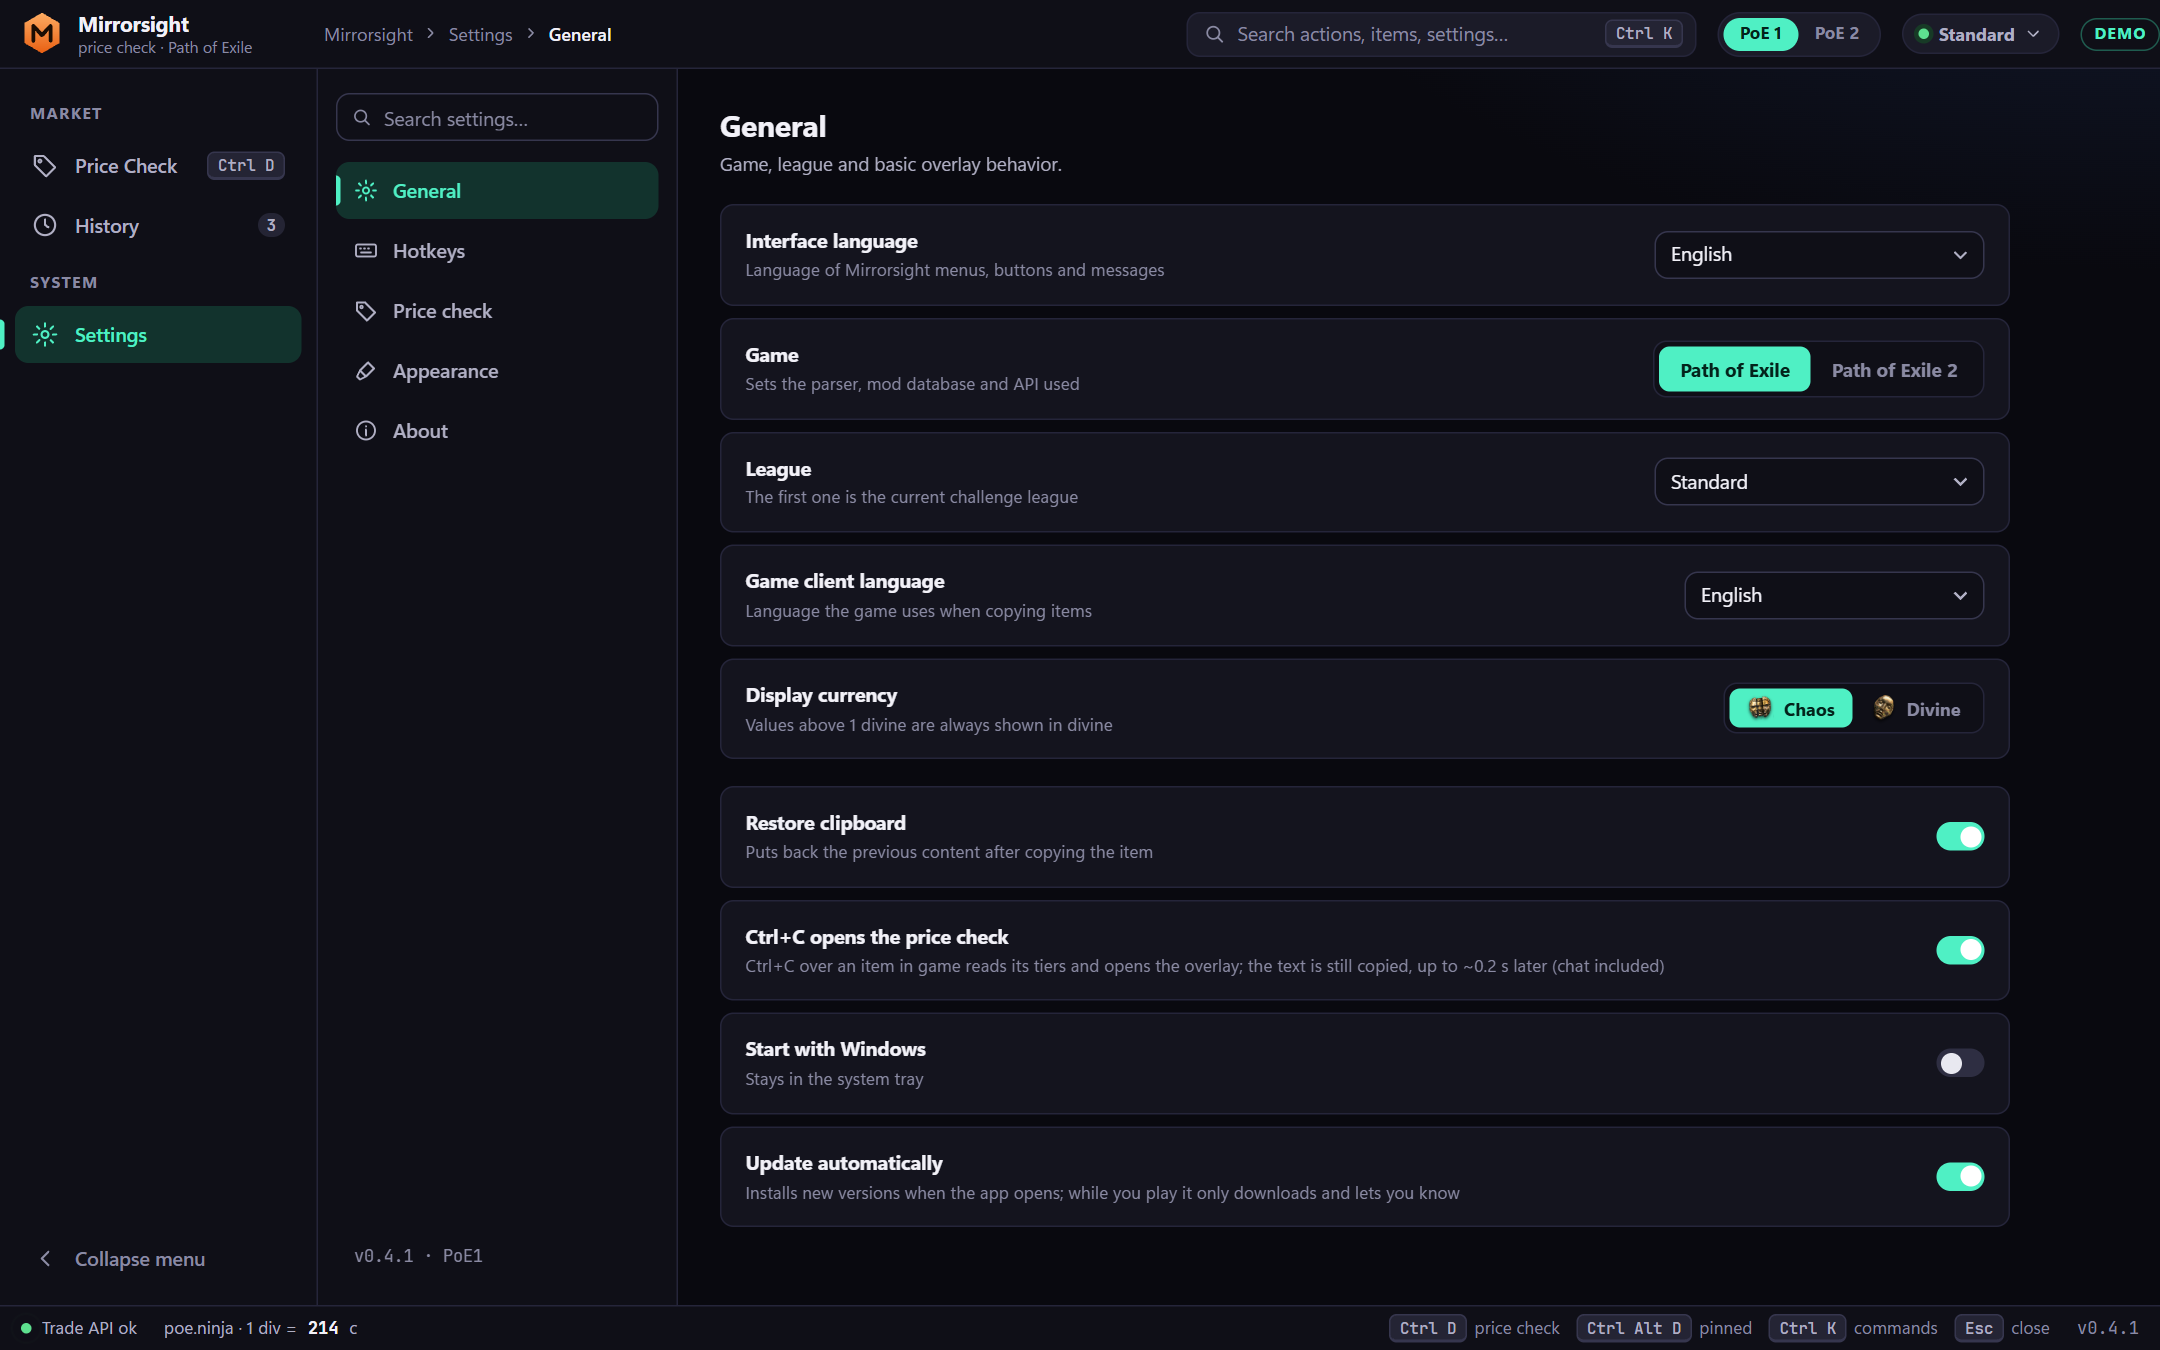 Mirrorsight
price check · Path of Exile
Mirrorsight > Settings > General
Search actions, items, settings... Ctrl K
PoE 1 PoE 2
Standard
DEMO
MARKET
Price Check Ctrl D
History 3
SYSTEM
Settings
Collapse menu
Search settings...
General
Hotkeys
Price check
Appearance
About
v0.4.1 · PoE1
General
Game, league and basic overlay behavior.
Interface language
Language of Mirrorsight menus, buttons and messages
English
Game
Sets the parser, mod database and API used
Path of Exile Path of Exile 2
League
The first one is the current challenge league
Standard
Game client language
Language the game uses when copying items
English
Display currency
Values above 1 divine are always shown in divine
Chaos Divine
Restore clipboard
Puts back the previous content after copying the item
Ctrl+C opens the price check
Ctrl+C over an item in game reads its tiers and opens the overlay; the text is still copied, up to ~0.2 s later (chat included)
Start with Windows
Stays in the system tray
Update automatically
Installs new versions when the app opens; while you play it only downloads and lets you know
Trade API ok poe.ninja · 1 div = 214 c
Ctrl D price check Ctrl Alt D pinned Ctrl K commands Esc close v0.4.1